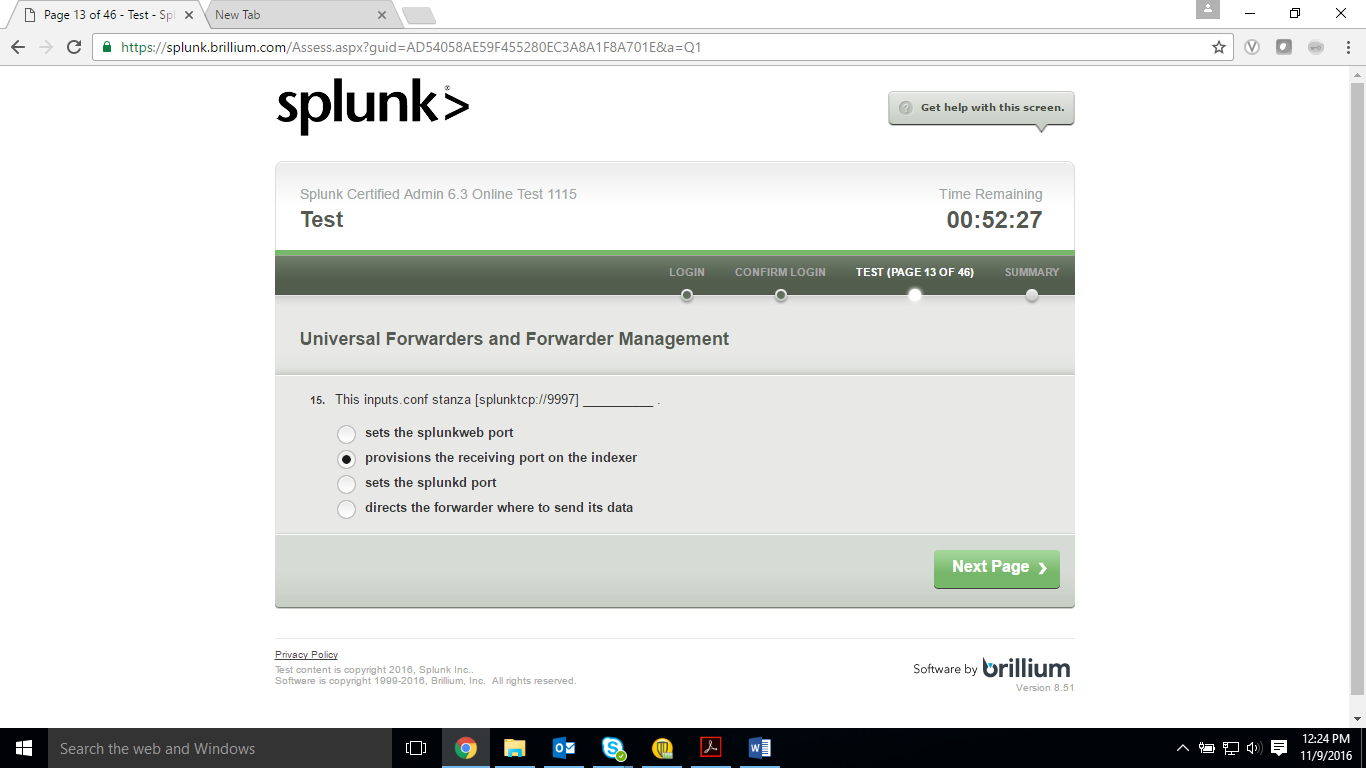 Page 13 of 46 - Test - Spl
New Tab
https://splunk.brillium.com/Assess.aspx?guid=AD54058AE59F455280EC3A8A1F8A701E&a=Q1
splunk>
Get help with this screen.
Splunk Certified Admin 6.3 Online Test 1115
Time Remaining
Test
00:52:27
LOGIN
CONFIRM LOGIN
TEST (PAGE 13 OF 46)
SUMMARY
Universal Forwarders and Forwarder Management
15. This inputs.conf stanza [splunktcp://9997] __________ .
sets the splunkweb port
provisions the receiving port on the indexer
sets the splunkd port
directs the forwarder where to send its data
Next Page
Privacy Policy
Test content is copyright 2016, Splunk Inc..
Software is copyright 1999-2016, Brillium, Inc. All rights reserved.
Software by brillium
Version 8.51
Search the web and Windows
12:24 PM
11/9/2016